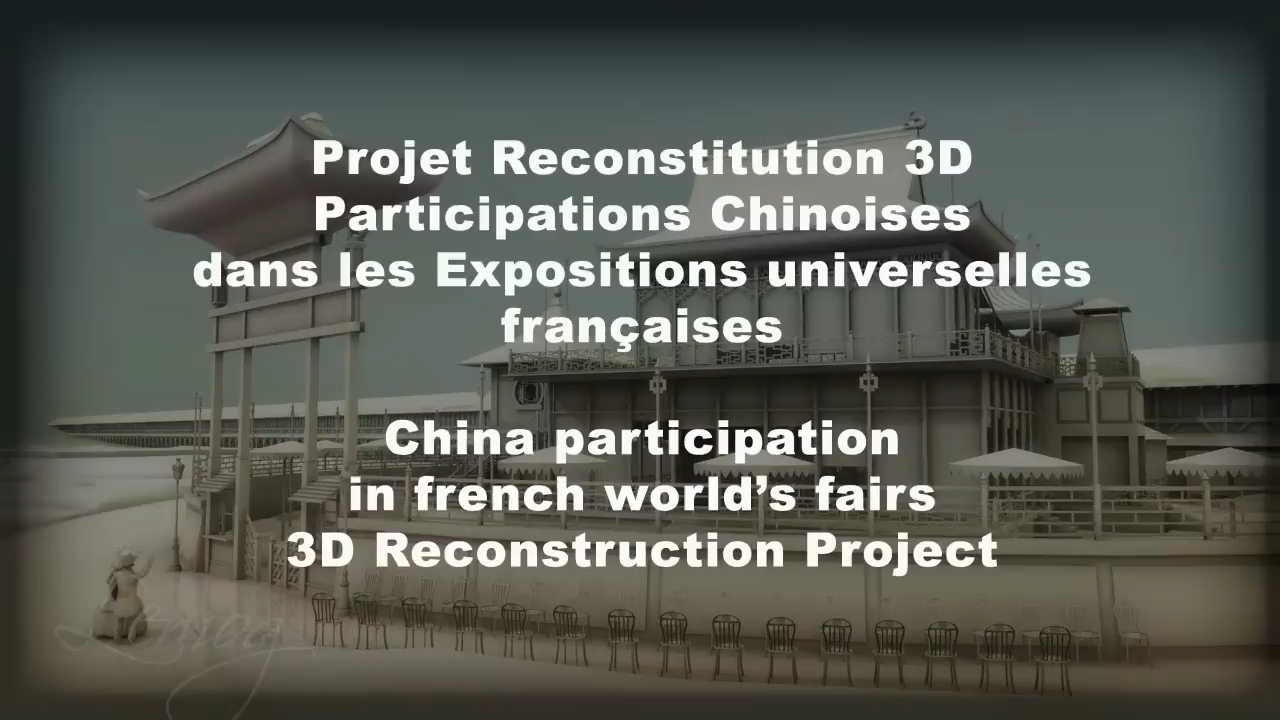 Projet Reconstitution 3D
Participations Chinoises
dans les Expositions universelles
françaises
China participation
in french world’s fairs
3D Reconstruction Project